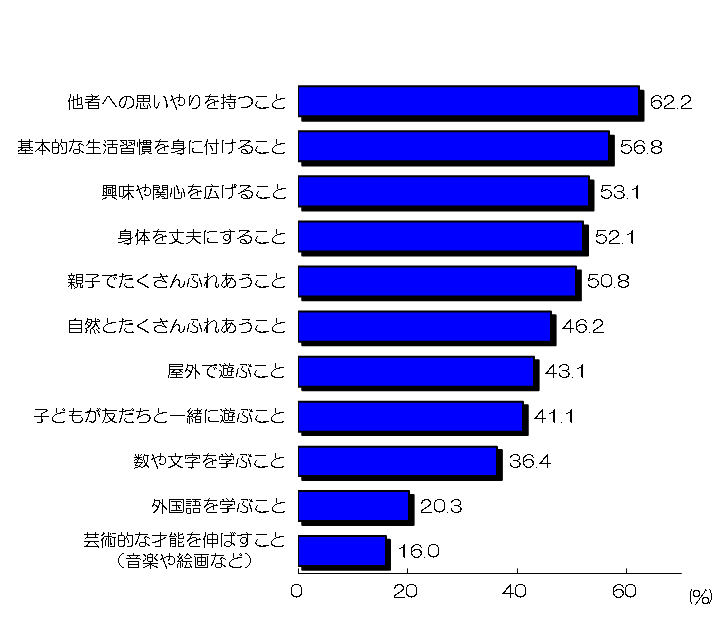 他者への思いやりを持つこと 62.2
基本的な生活習慣を身に付けること 56.8
興味や関心を広げること 53.1
身体を丈夫にすること 52.1
親子でたくさんふれあうこと 50.8
自然とたくさんふれあうこと 46.2
屋外で遊ぶこと 43.1
子どもが友だちと一緒に遊ぶこと 41.1
数や文字を学ぶこと 36.4
外国語を学ぶこと 20.3
芸術的な才能を伸ばすこと
（音楽や絵画など） 16.0
0 20 40 60 (%)